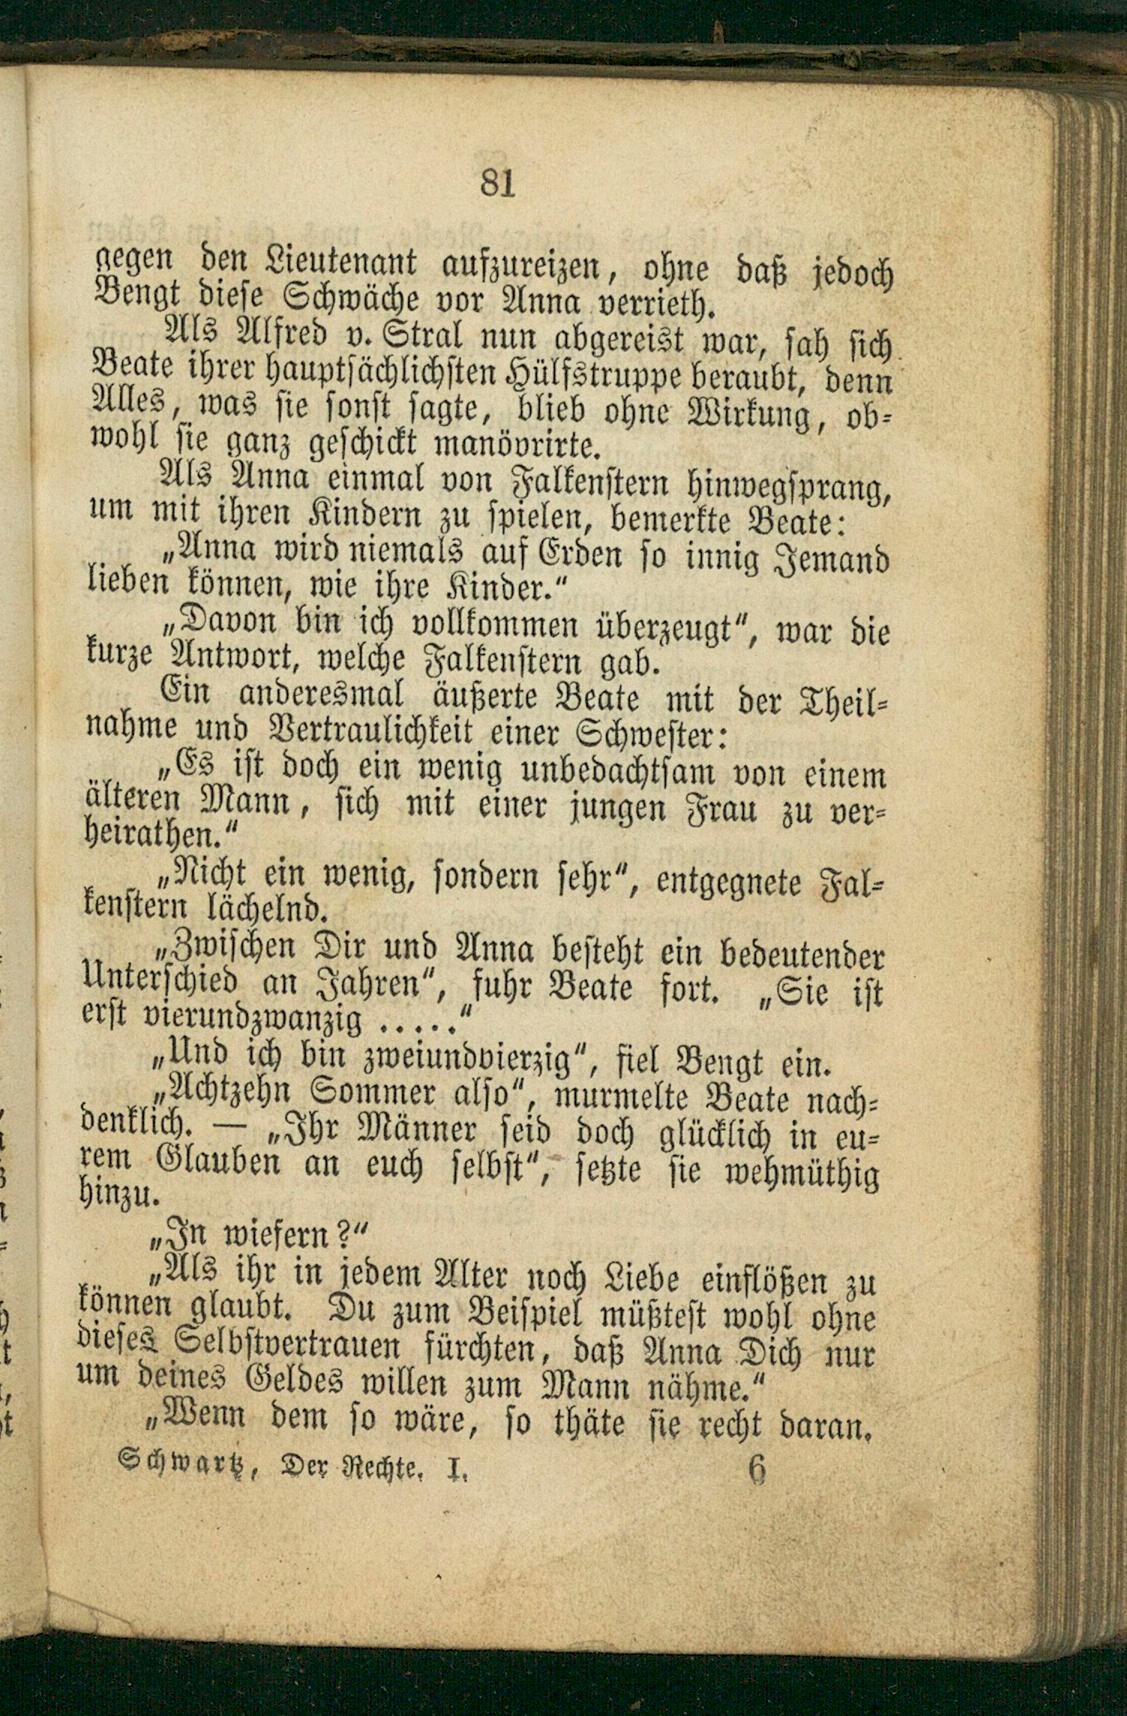 81
gegen den Lieutenant aufzureizen, ohne daß jedoch
Bengt diese Schwäche vor Anna verrieth.
Als Alfred v. Stral nun abgereist war, sah sich
Beate ihrer hauptsächlichsten Hülfstruppe beraubt, denn
Alles, was sie sonst sagte, blieb ohne Wirkung, ob-
wohl sie ganz geschickt manövrirte.
Als Anna einmal von Falkenstern hinwegsprang,
um mit ihren Kindern zu spielen, bemerkte Beate:
„Anna wird niemals auf Erden so innig Jemand
lieben können, wie ihre Kinder.“
„Davon bin ich vollkommen überzeugt“, war die
kurze Antwort, welche Falkenstern gab.
Ein anderesmal äußerte Beate mit der Theil-
nahme und Vertraulichkeit einer Schwester:
„Es ist doch ein wenig unbedachtsam von einem
älteren Mann, sich mit einer jungen Frau zu ver-
heirathen.“
„Nicht ein wenig, sondern sehr“, entgegnete Fal-
kenstern lächelnd.
„Zwischen Dir und Anna besteht ein bedeutender
Unterschied an Jahren“, fuhr Beate fort. „Sie ist
erst vierundzwanzig .....“
„Und ich bin zweiundvierzig“, fiel Bengt ein.
„Achtzehn Sommer also“, murmelte Beate nach-
denklich. — „Ihr Männer seid doch glücklich in eu-
rem Glauben an euch selbst“, setzte sie wehmüthig
hinzu.
„In wiefern?“
„Als ihr in jedem Alter noch Liebe einflößen zu
können glaubt. Du zum Beispiel müßtest wohl ohne
dieses Selbstvertrauen fürchten, daß Anna Dich nur
um deines Geldes willen zum Mann nähme.“
„Wenn dem so wäre, so thäte sie recht daran.
Schwartz, Der Rechte. I. 6